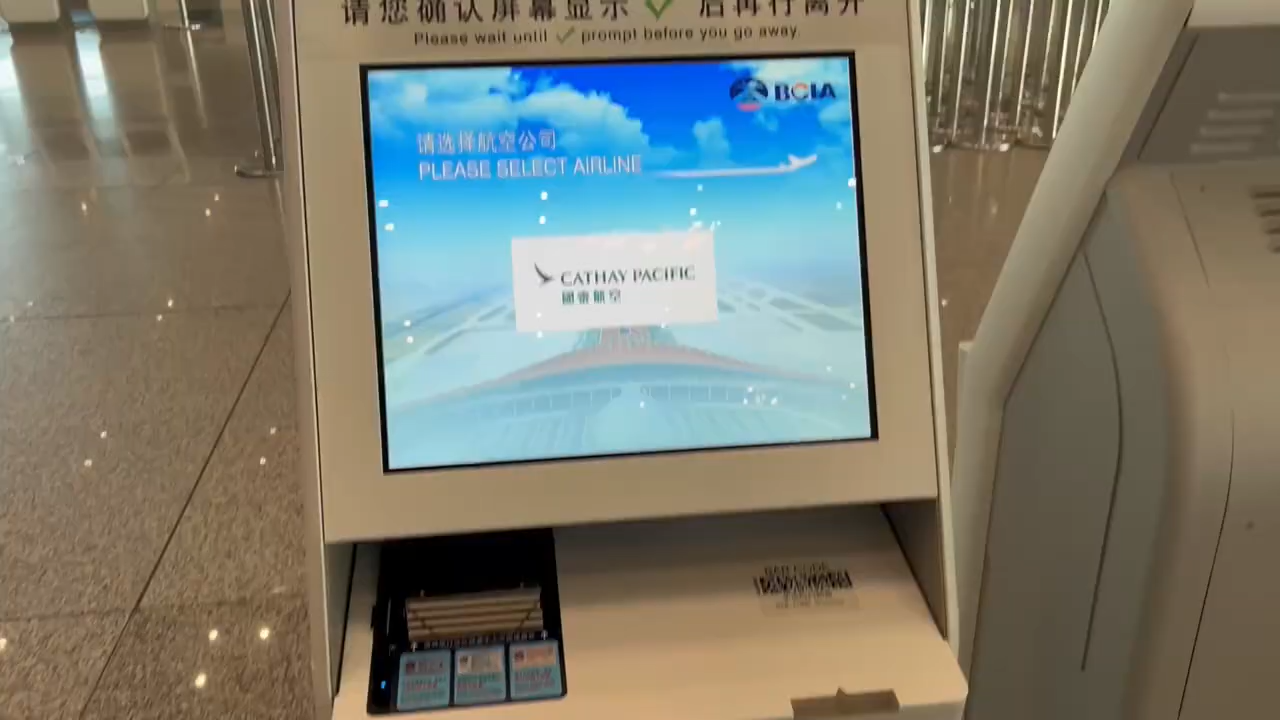 请您确认屏幕显示 ✓ 后再行离开
Please wait until ✓ prompt before you go away.
BCIA
请选择航空公司
PLEASE SELECT AIRLINE
CATHAY PACIFIC
國泰航空